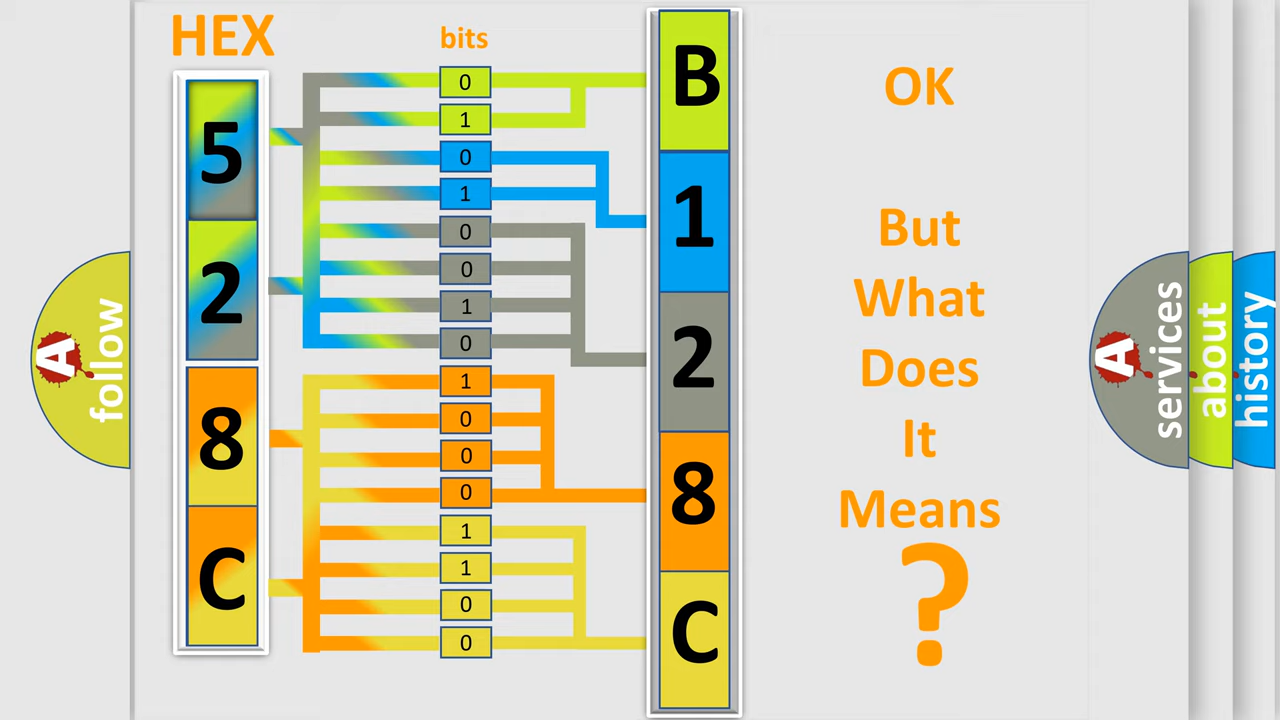 HEX
bits
5
2
8
C
0
1
0
1
0
0
1
0
1
0
0
0
1
1
0
0
B
1
2
8
C
OK
But
What
Does
It
Means
?
A
follow
A
services
about
history